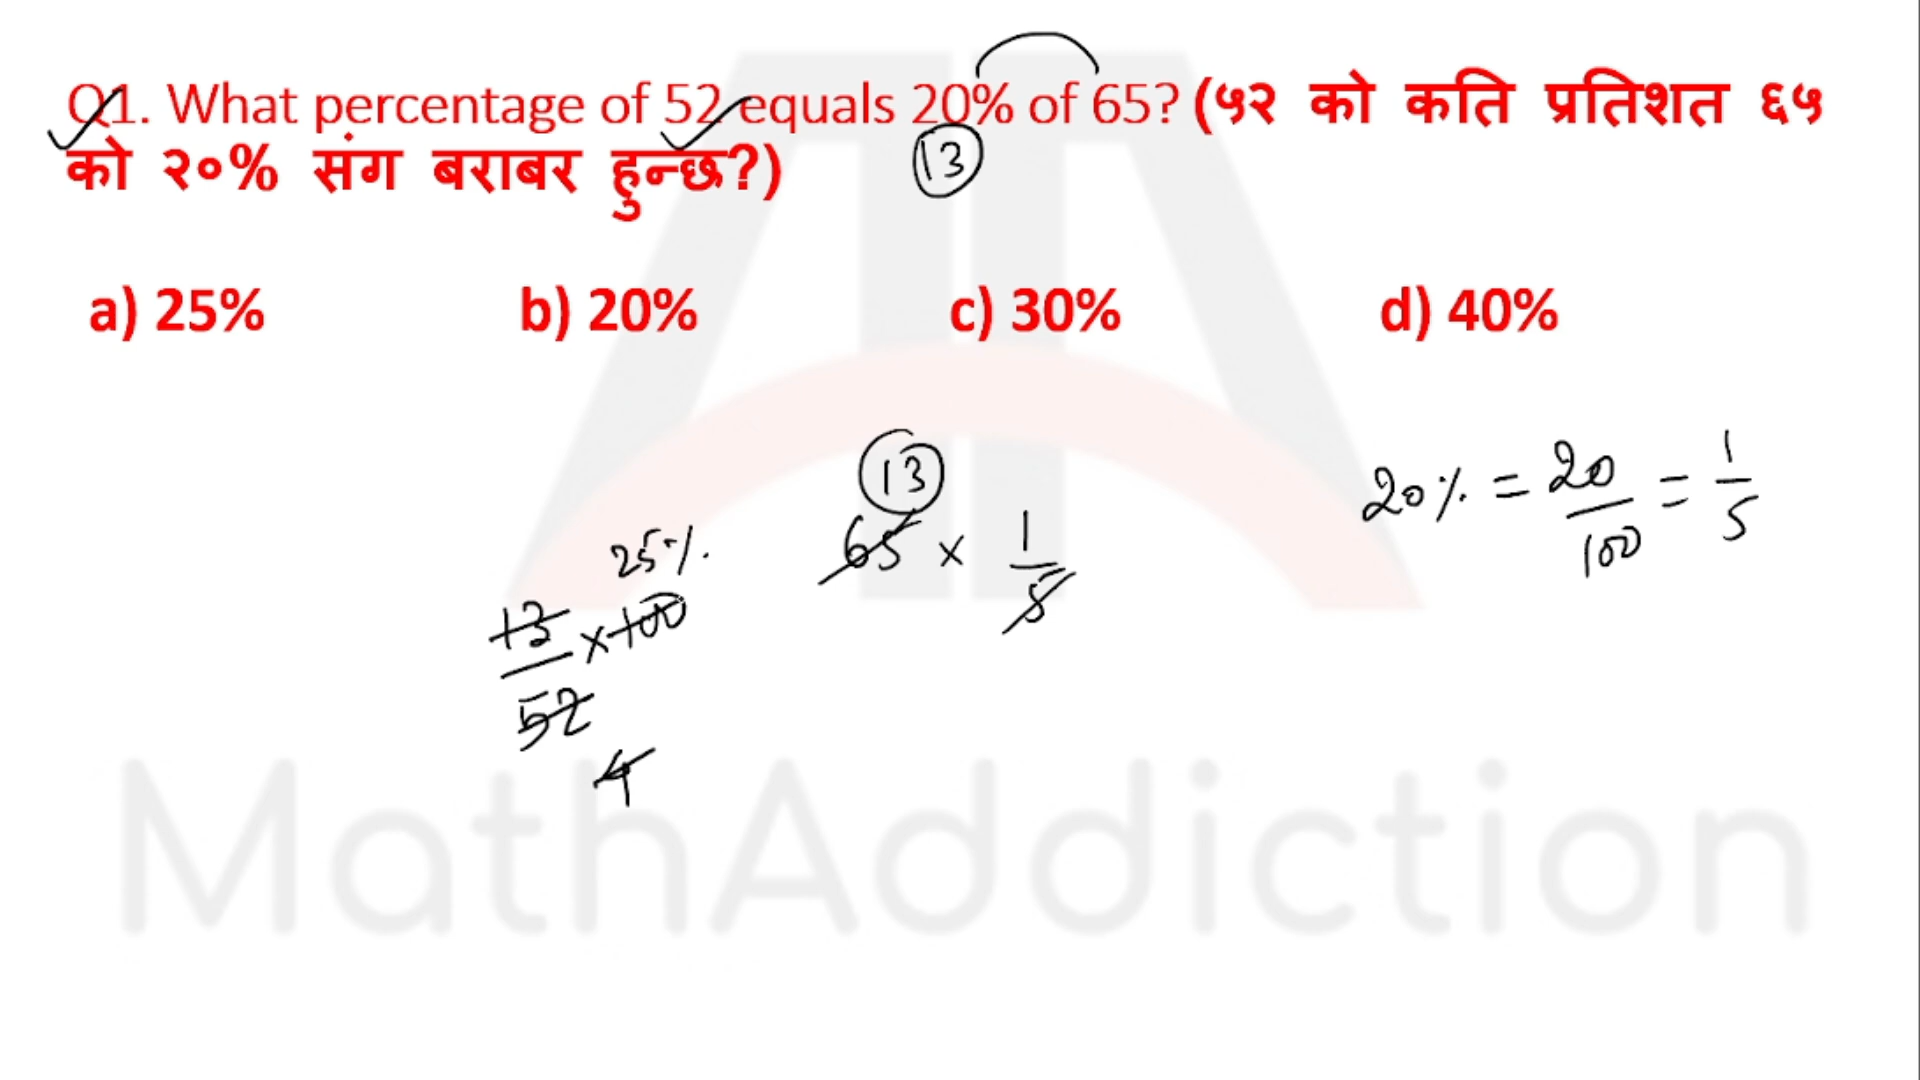 Q1. What percentage of 52 equals 20% of 65? (५२ को कति प्रतिशत ६५
को २०% संग बराबर हुन्छ?)
13
a) 25% b) 20% c) 30% d) 40%
13
65 × 1/5
20% = 20/100 = 1/5
25%
13/52 × 100
4
MathAddiction